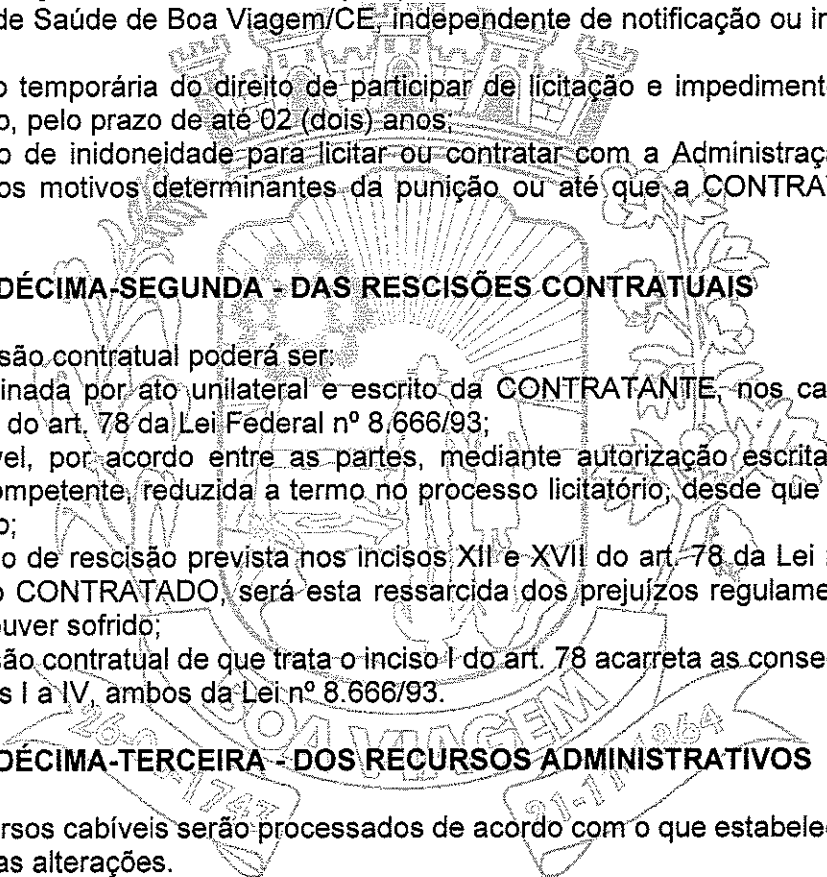 de Saúde de Boa Viagem/CE, independente de notificação ou
o temporária do direito de participar de licitação e impediment
o, pelo prazo de até 02 (dois) anos;
o de inidoneidade para licitar ou contratar com a Administraç
os motivos determinantes da punição ou até que a CONTRAT
DÉCIMA-SEGUNDA - DAS RESCISÕES CONTRATUAIS
são contratual poderá ser:
inada por ato unilateral e escrito da CONTRATANTE, nos ca
do art. 78 da Lei Federal nº 8.666/93;
vel, por acordo entre as partes, mediante autorização escrita
ompetente, reduzida a termo no processo licitatório, desde que
o;
o de rescisão prevista nos incisos XII e XVII do art. 78 da Lei
o CONTRATADO, será esta ressarcida dos prejuízos regulame
uver sofrido;
são contratual de que trata o inciso I do art. 78 acarreta as conse
s I a IV, ambos da Lei nº 8.666/93.
BOA VIAGEM
DÉCIMA-TERCEIRA - DOS RECURSOS ADMINISTRATIVOS
rsos cabíveis serão processados de acordo com o que estabelec
as alterações.